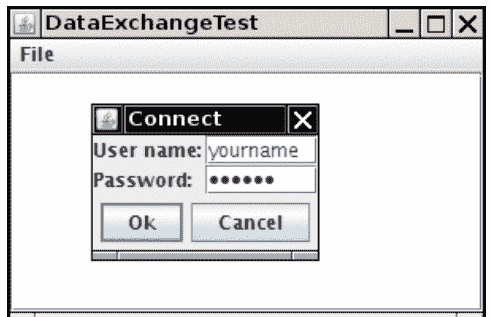 DataExchangeTest
File
Connect
User name: yourname
Password: ••••••
Ok Cancel